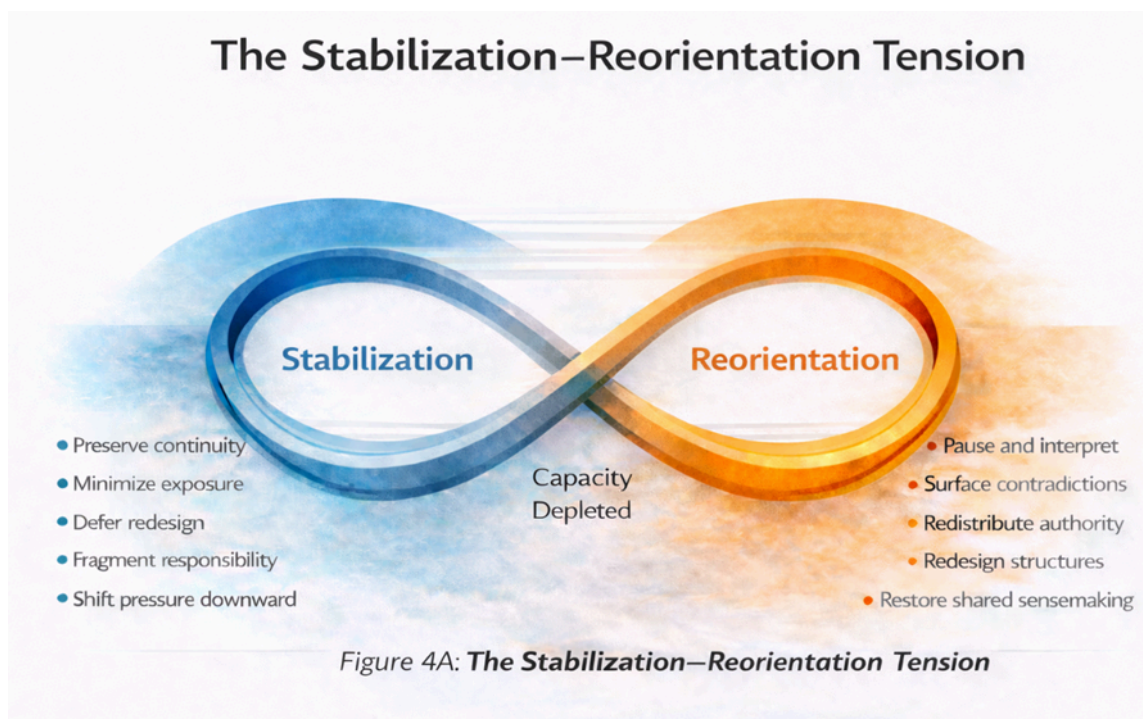 The Stabilization–Reorientation Tension
Stabilization
Reorientation
Preserve continuity
Minimize exposure
Defer redesign
Fragment responsibility
Shift pressure downward
Capacity
Depleted
Pause and interpret
Surface contradictions
Redistribute authority
Redesign structures
Restore shared sensemaking
Figure 4A: The Stabilization–Reorientation Tension